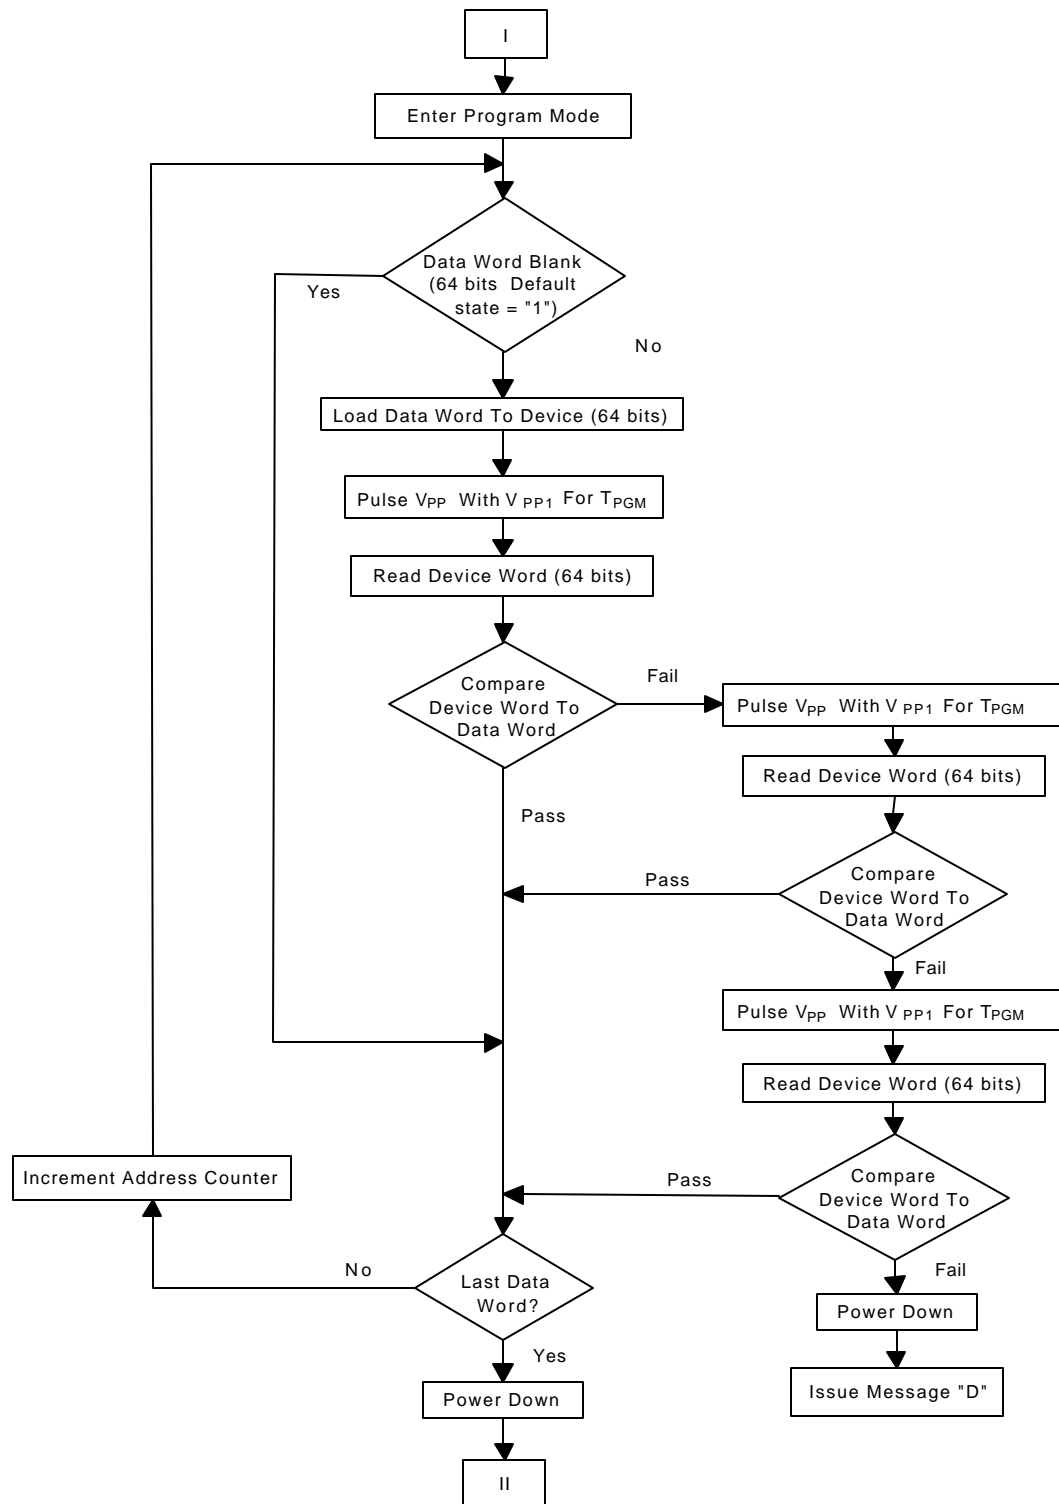 I
Enter Program Mode
Data Word Blank
(64 bits Default
state = "1")
Yes
No
Load Data Word To Device (64 bits)
Pulse VPP With V PP1 For TPGM
Read Device Word (64 bits)
Compare
Device Word To
Data Word
Fail
Pulse VPP With V PP1 For TPGM
Read Device Word (64 bits)
Pass
Compare
Device Word To
Data Word
Pass
Fail
Pulse VPP With V PP1 For TPGM
Read Device Word (64 bits)
Compare
Device Word To
Data Word
Pass
Increment Address Counter
Fail
No
Last Data
Word?
Power Down
Yes
Issue Message "D"
Power Down
II